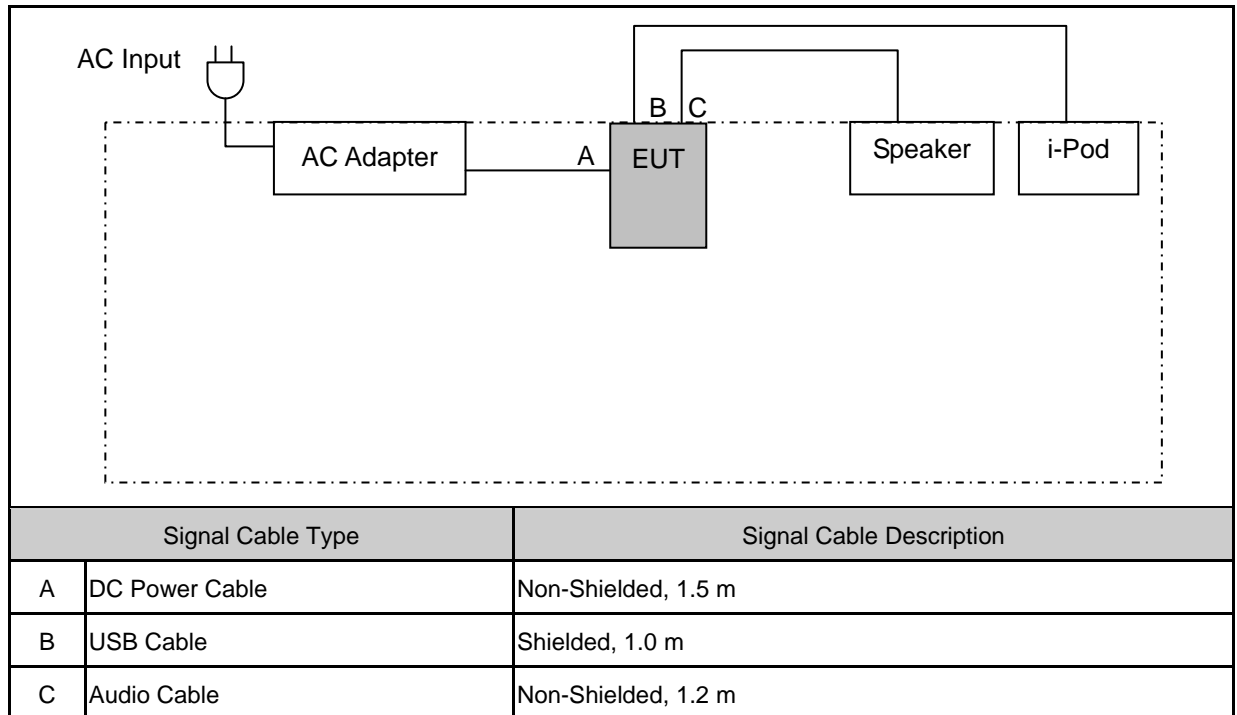 AC Input
B C
AC Adapter A EUT Speaker i-Pod
Signal Cable Type Signal Cable Description
A DC Power Cable Non-Shielded, 1.5 m
B USB Cable Shielded, 1.0 m
C Audio Cable Non-Shielded, 1.2 m